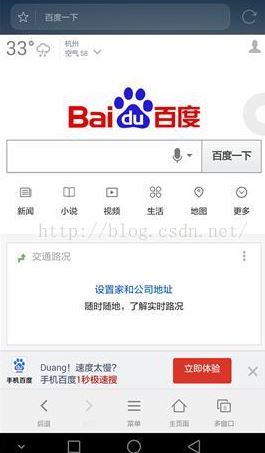 百度一下
33° 杭州
空气 58
Bai du 百度
百度一下
新闻 小说 视频 生活 地图 更多
http://blog.csdn.net/
交通路况
设置家和公司地址
随时随地，了解实时路况
手机百度
Duang！速度太慢?
手机百度1秒极速搜
立即体验
后退 菜单 主页面 多窗口